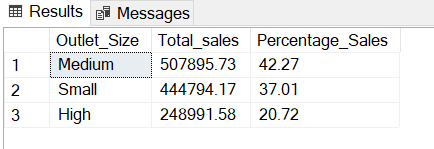 Results Messages
Outlet_Size Total_sales Percentage_Sales
1 Medium 507895.73 42.27
2 Small 444794.17 37.01
3 High 248991.58 20.72